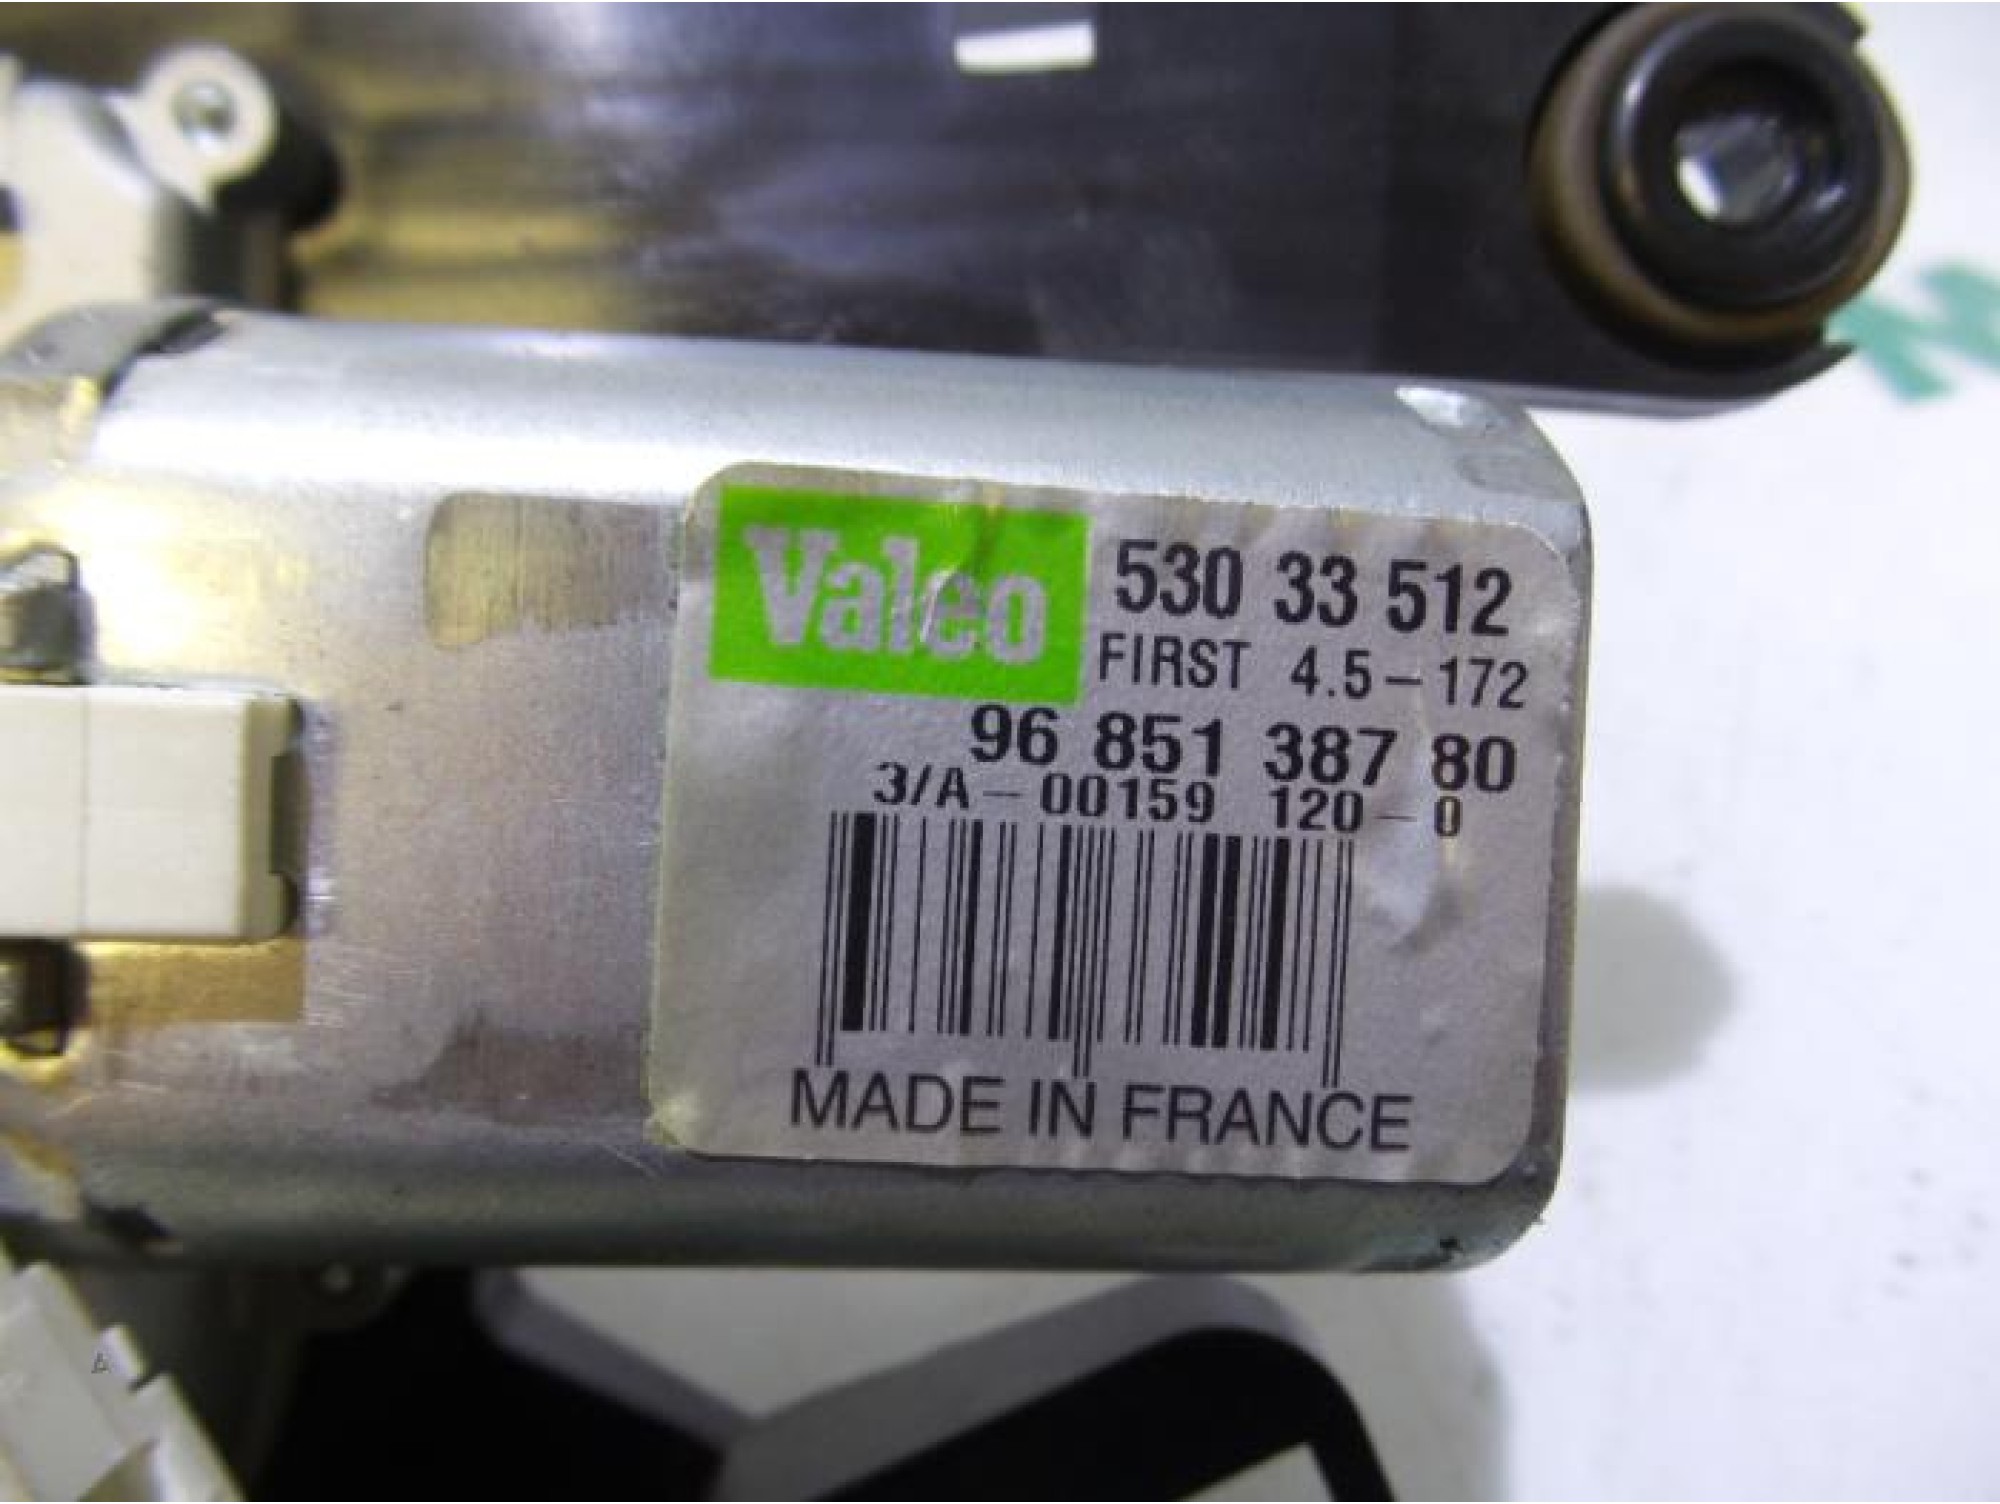 Valeo
530 33 512
FIRST 4.5-172
96 851 387 80
3/A-00159 120-0
MADE IN FRANCE